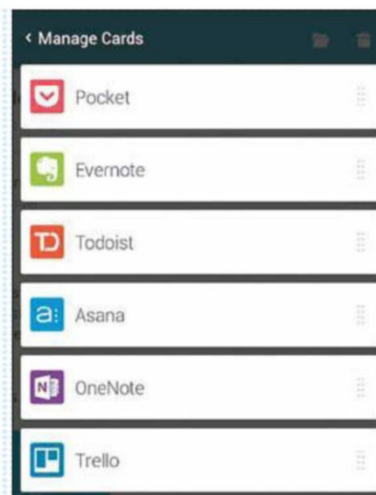 < Manage Cards
Pocket
Evernote
Todoist
Asana
OneNote
Trello